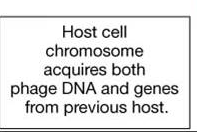 Host cell
chromosome
acquires both
phage DNA and genes
from previous host.